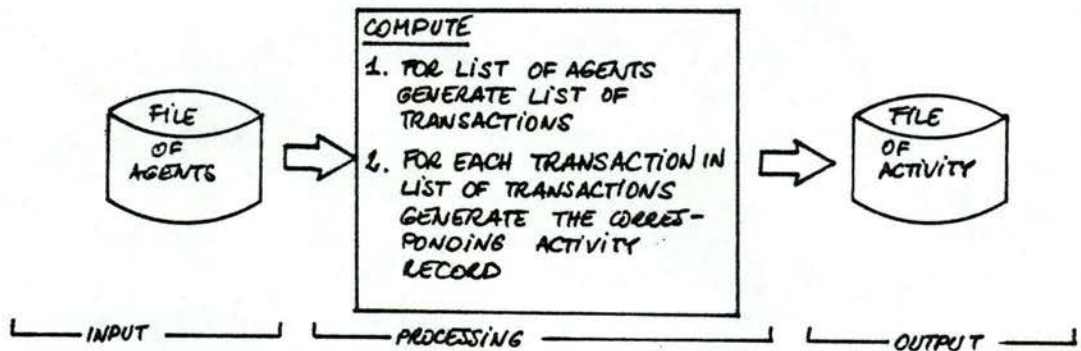 FILE
OF
AGENTS
COMPUTE
1. FOR LIST OF AGENTS
GENERATE LIST OF
TRANSACTIONS
2. FOR EACH TRANSACTION IN
LIST OF TRANSACTIONS
GENERATE THE CORRES-
PONDING ACTIVITY
RECORD
FILE
OF
ACTIVITY
INPUT
PROCESSING
OUTPUT